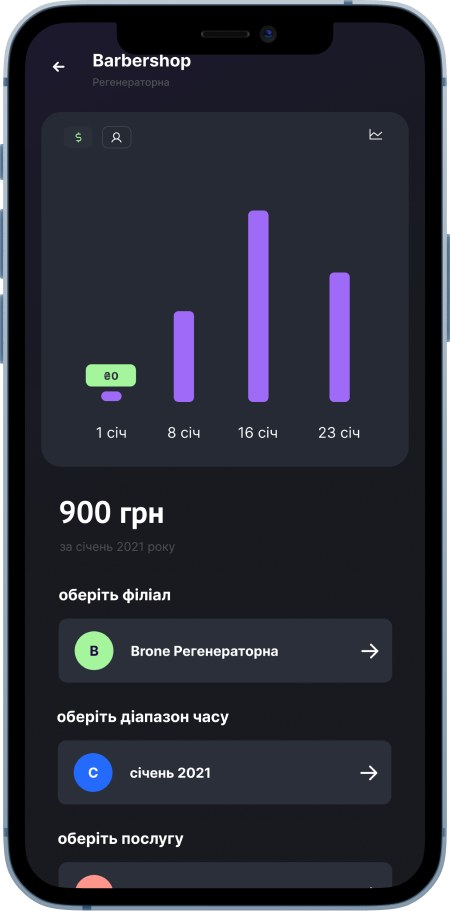 Barbershop
Регенераторна
$
₴0
1 січ 8 січ 16 січ 23 січ
900 грн
за січень 2021 року
оберіть філіал
B Brone Регенераторна
оберіть діапазон часу
C січень 2021
оберіть послугу